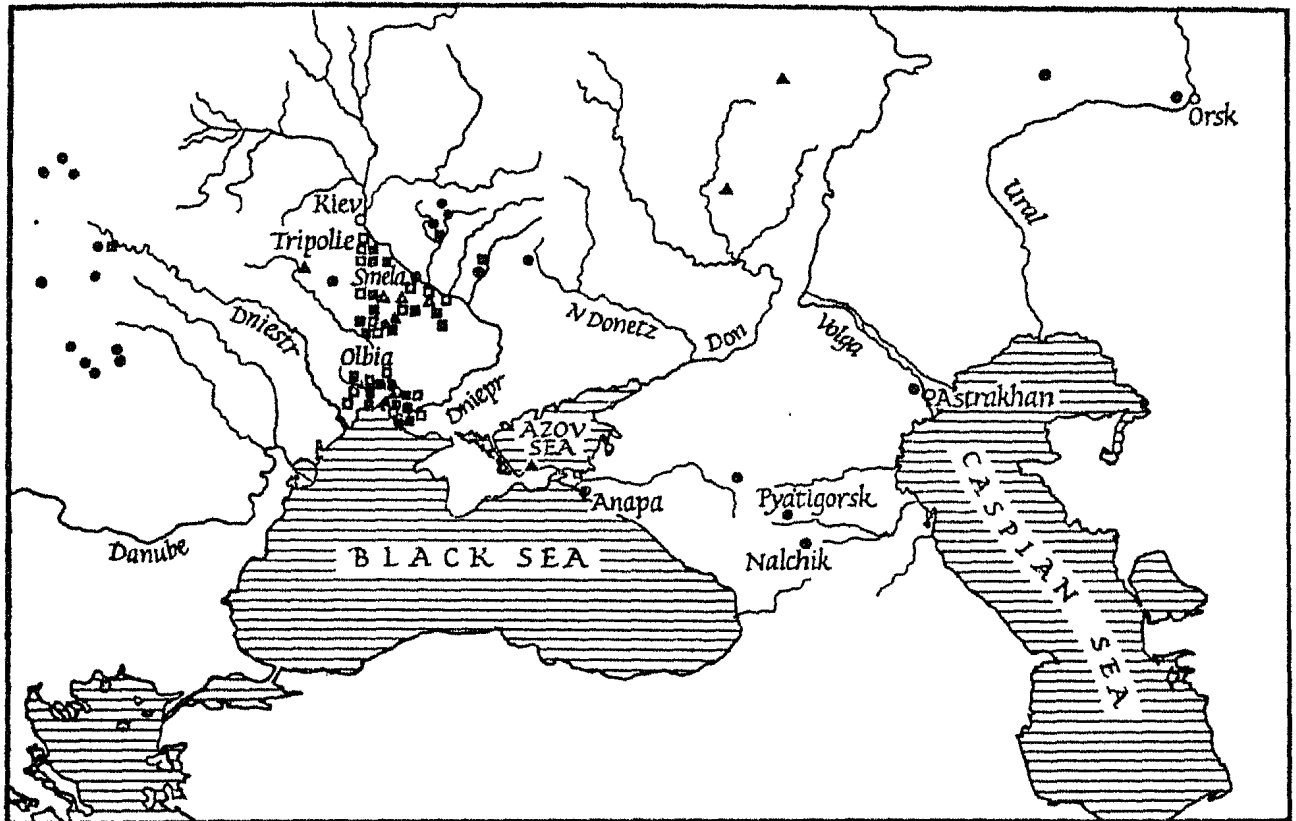 Orsk
Ural
Kiev
Tripolie
Smela
Dniestr
N Donetz
Don
Volga
Olbia
Dniepr
Astrakhan
AZOV
SEA
Anapa
Pyatigorsk
Nalchik
Danube
BLACK SEA
CASPIAN SEA